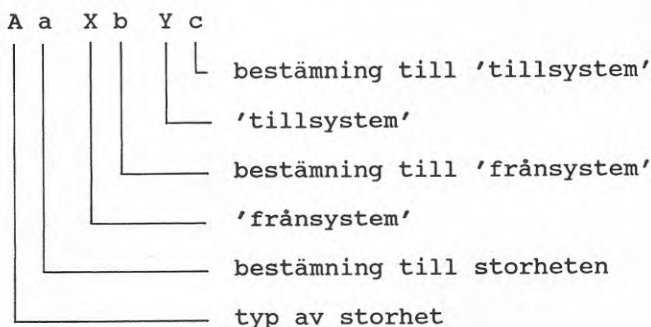 A a X b Y c
bestämning till 'tillsystem'
'tillsystem'
bestämning till 'frånsystem'
'frånsystem'
bestämning till storheten
typ av storhet